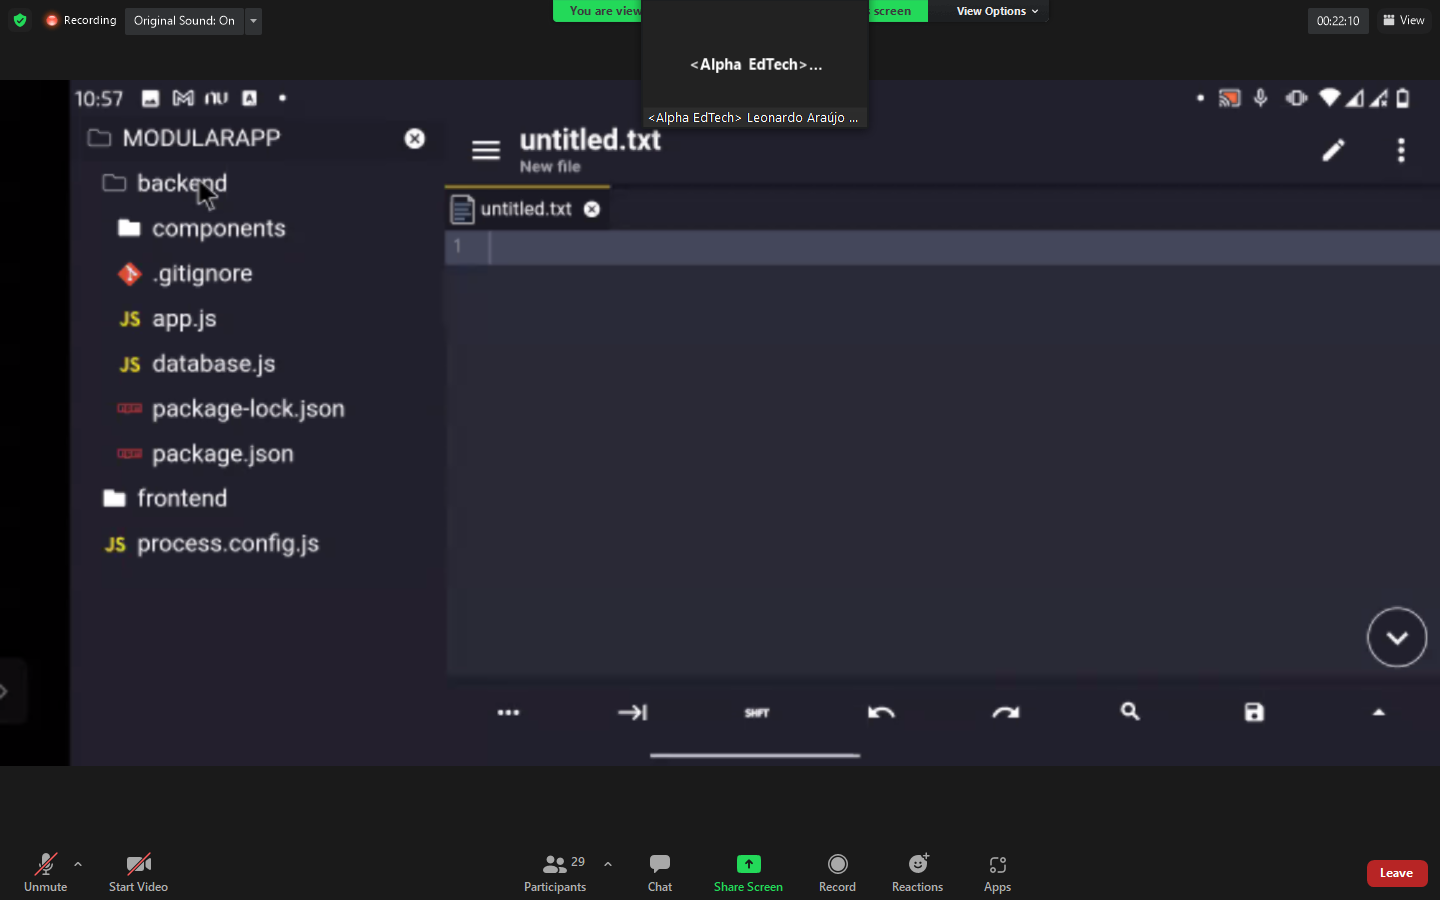 Recording
Original Sound: On
You are view
screen
View Options
00:22:10
View
<Alpha EdTech>...
<Alpha EdTech> Leonardo Araújo ...
10:57
MODULARAPP
backend
components
.gitignore
JS app.js
JS database.js
package-lock.json
package.json
frontend
JS process.config.js
untitled.txt
New file
untitled.txt
1
SHFT
Unmute
Start Video
Participants
29
Chat
Share Screen
Record
Reactions
Apps
Leave